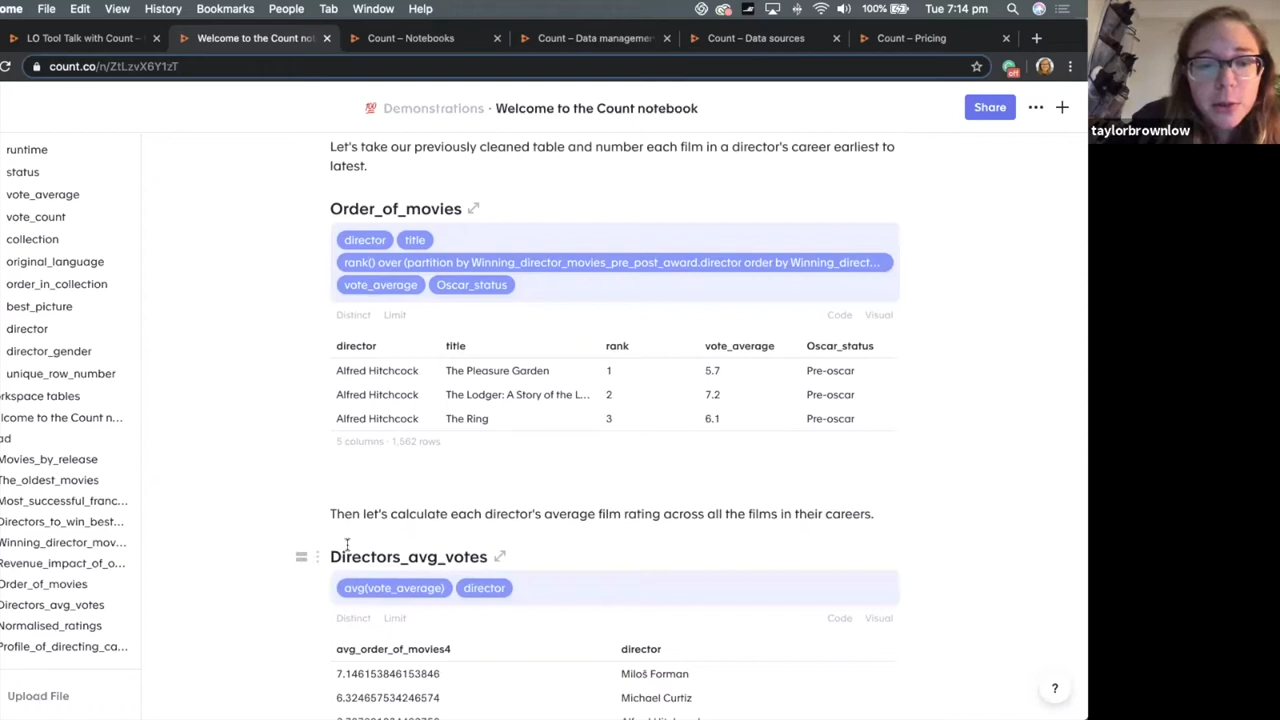 ome File Edit View History Bookmarks People Tab Window Help 100% Tue 7:14 pm
LO Tool Talk with Count – Welcome to the Count not Count – Notebooks Count – Data managemen Count – Data sources Count – Pricing
count.co/n/ZtLzvX6Y1zT off
taylorbrownlow
💯 Demonstrations · Welcome to the Count notebook Share
runtime
status
vote_average
vote_count
collection
original_language
order_in_collection
best_picture
director
director_gender
unique_row_number
rkspace tables
lcome to the Count n...
ad
Movies_by_release
The_oldest_movies
Most_successful_franc...
Directors_to_win_best...
Winning_director_mov...
Revenue_impact_of_o...
Order_of_movies
Directors_avg_votes
Normalised_ratings
Profile_of_directing_ca...
Upload File
Let's take our previously cleaned table and number each film in a director's career earliest to
latest.
Order_of_movies
director title
rank() over (partition by Winning_director_movies_pre_post_award.director order by Winning_direct...
vote_average Oscar_status
Distinct Limit Code Visual
director title rank vote_average Oscar_status
Alfred Hitchcock The Pleasure Garden 1 5.7 Pre-oscar
Alfred Hitchcock The Lodger: A Story of the L... 2 7.2 Pre-oscar
Alfred Hitchcock The Ring 3 6.1 Pre-oscar
5 columns · 1,562 rows
Then let's calculate each director's average film rating across all the films in their careers.
Directors_avg_votes
avg(vote_average) director
Distinct Limit Code Visual
avg_order_of_movies4 director
7.146153846153846 Miloš Forman
6.324657534246574 Michael Curtiz
?